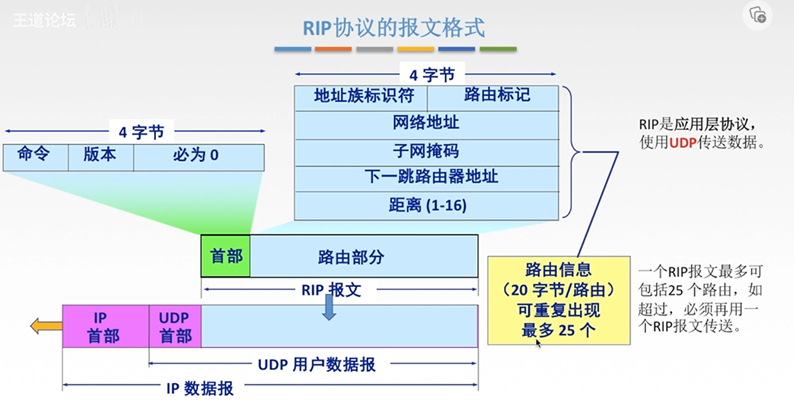 王道论坛
RIP协议的报文格式
4 字节
地址族标识符 路由标记
网络地址
子网掩码
下一跳路由器地址
距离 (1-16)
4 字节
命令 版本 必为 0
RIP是应用层协议，
使用UDP传送数据。
首部 路由部分
RIP 报文
路由信息
（20 字节/路由）
可重复出现
最多 25 个
一个RIP报文最多可
包括25 个路由，如
超过，必须再用一
个RIP报文传送。
IP
首部
UDP
首部
UDP 用户数据报
IP 数据报